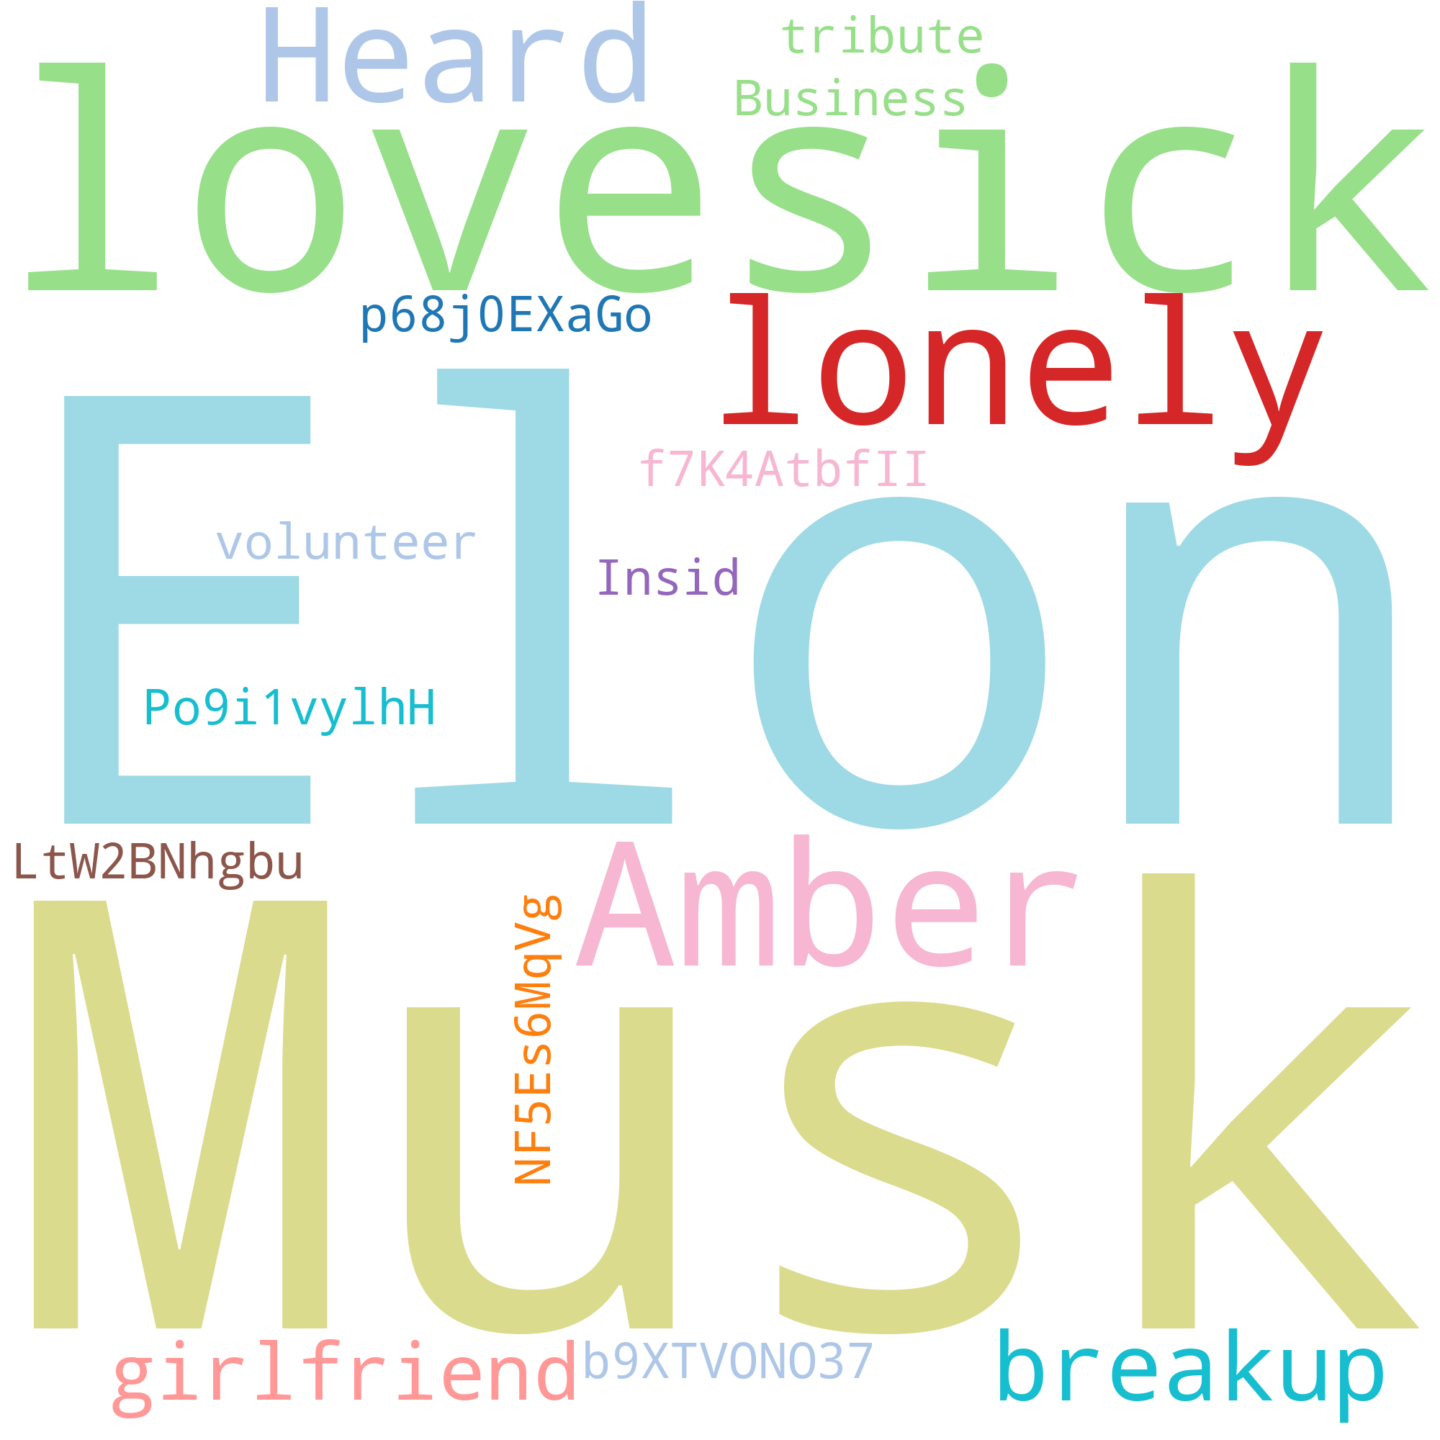 Heard
tribute
Business
lovesick
p68j0EXaGo
lonely
f7K4AtbfII
Elon
volunteer
Insid
Po9i1vylhH
LtW2BNhgbu
Amber
NF5Es6MqVg
Musk
girlfriend
b9XTVONO37
breakup